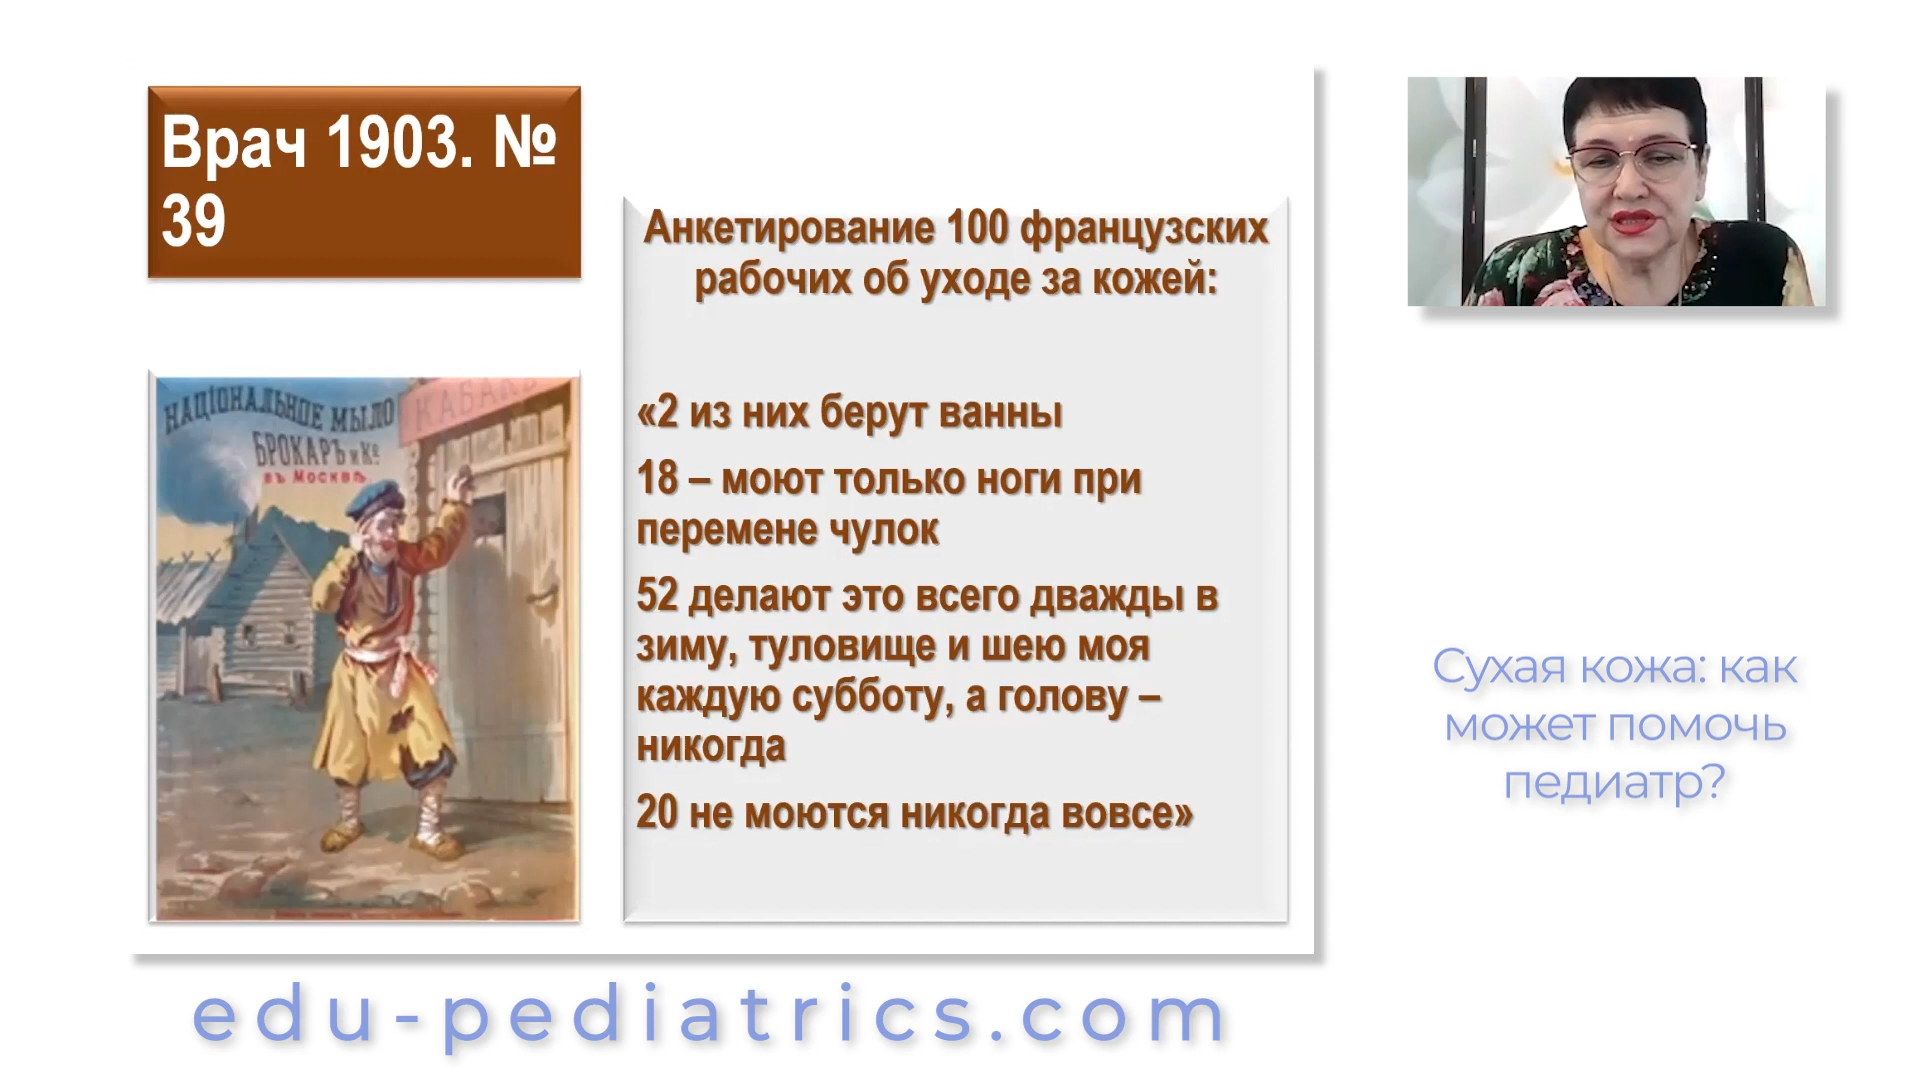 Врач 1903. №
39
НАЦІОНАЛЬНОЕ МЫЛО
БРОКАРЪ и Ко
въ Москвѣ
КАБАКЪ
Анкетирование 100 французских
рабочих об уходе за кожей:
«2 из них берут ванны
18 – моют только ноги при
перемене чулок
52 делают это всего дважды в
зиму, туловище и шею моя
каждую субботу, а голову –
никогда
20 не моются никогда вовсе»
Сухая кожа: как
может помочь
педиатр?
edu-pediatrics.com